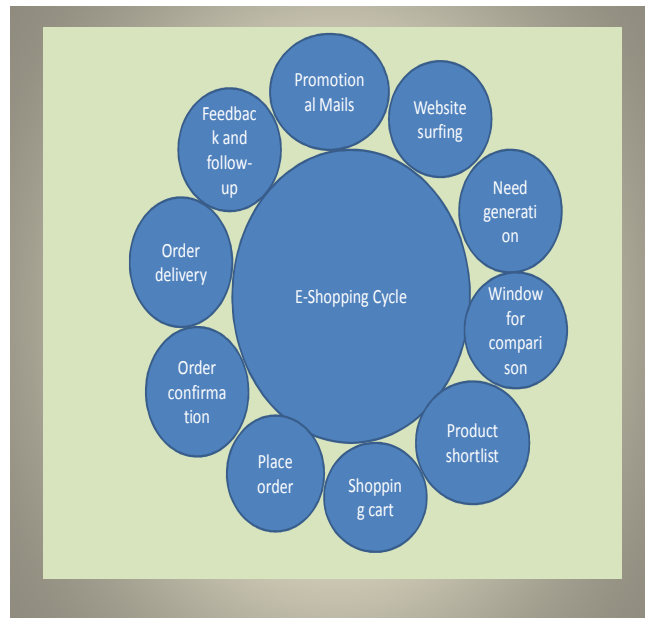 Promotion
al Mails
Website
surfing
Need
generati
on
Window
for
compari
son
Product
shortlist
Shoppin
g cart
Place
order
Order
confirma
tion
Order
delivery
Feedbac
k and
follow-
up
E-Shopping Cycle